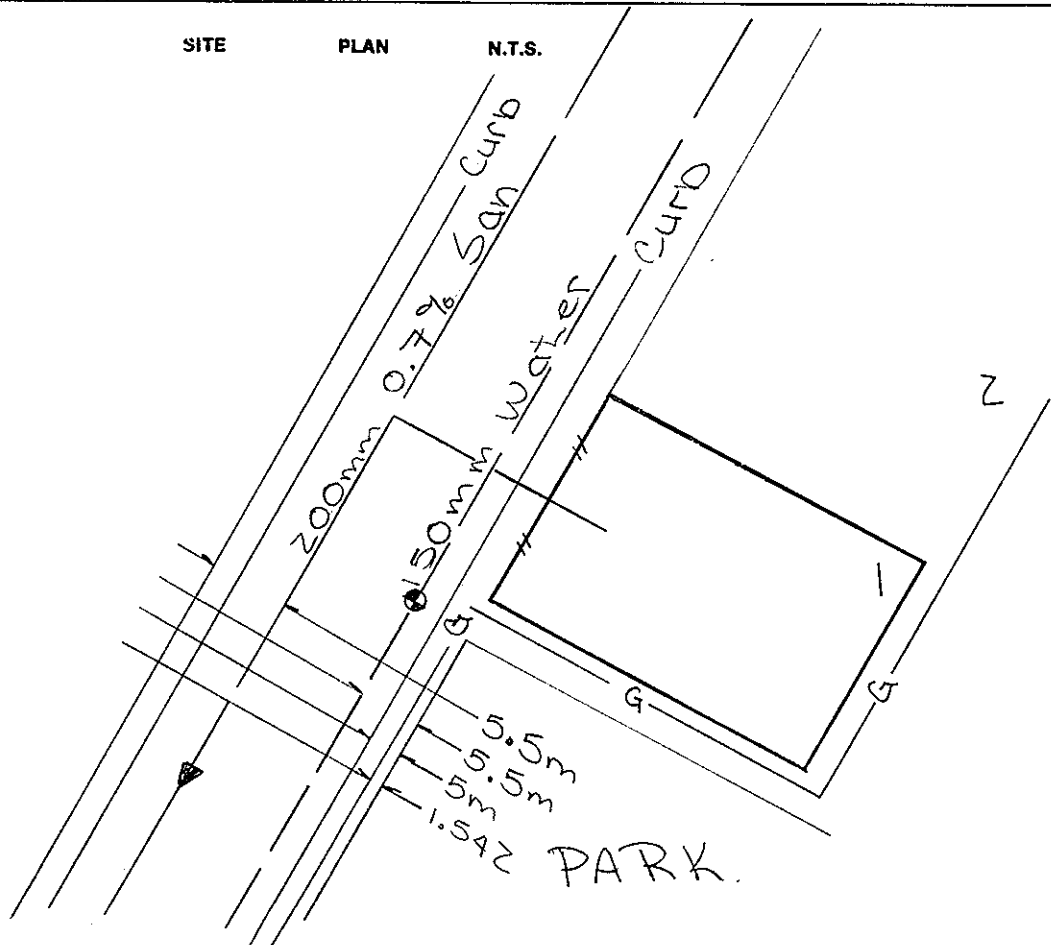 SITE PLAN N.T.S.
Curb
200mm 0.7% San
150mm Water
Curb
2
1
G
G
G
5.5m
5.5m
5m
1.542
PARK.